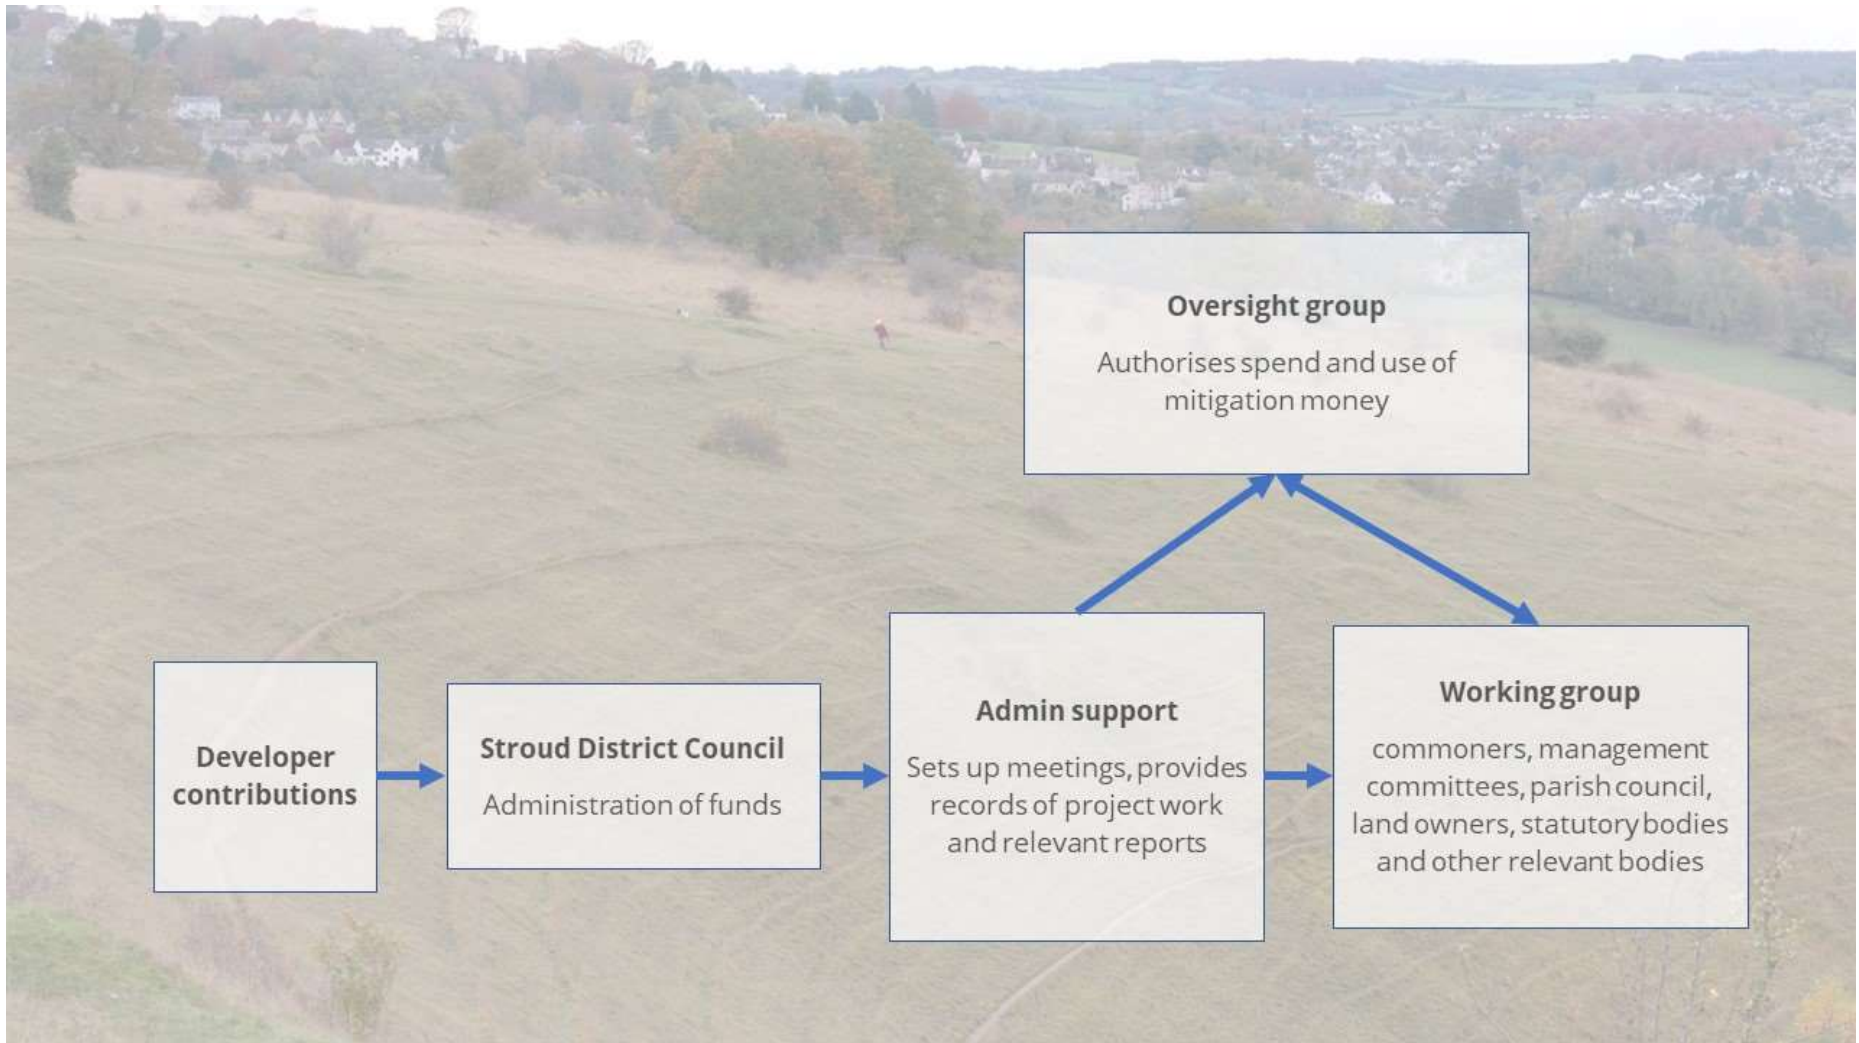 Oversight group
Authorises spend and use of
mitigation money
Developer
contributions
Stroud District Council
Administration of funds
Admin support
Sets up meetings, provides
records of project work
and relevant reports
Working group
commoners, management
committees, parish council,
land owners, statutory bodies
and other relevant bodies